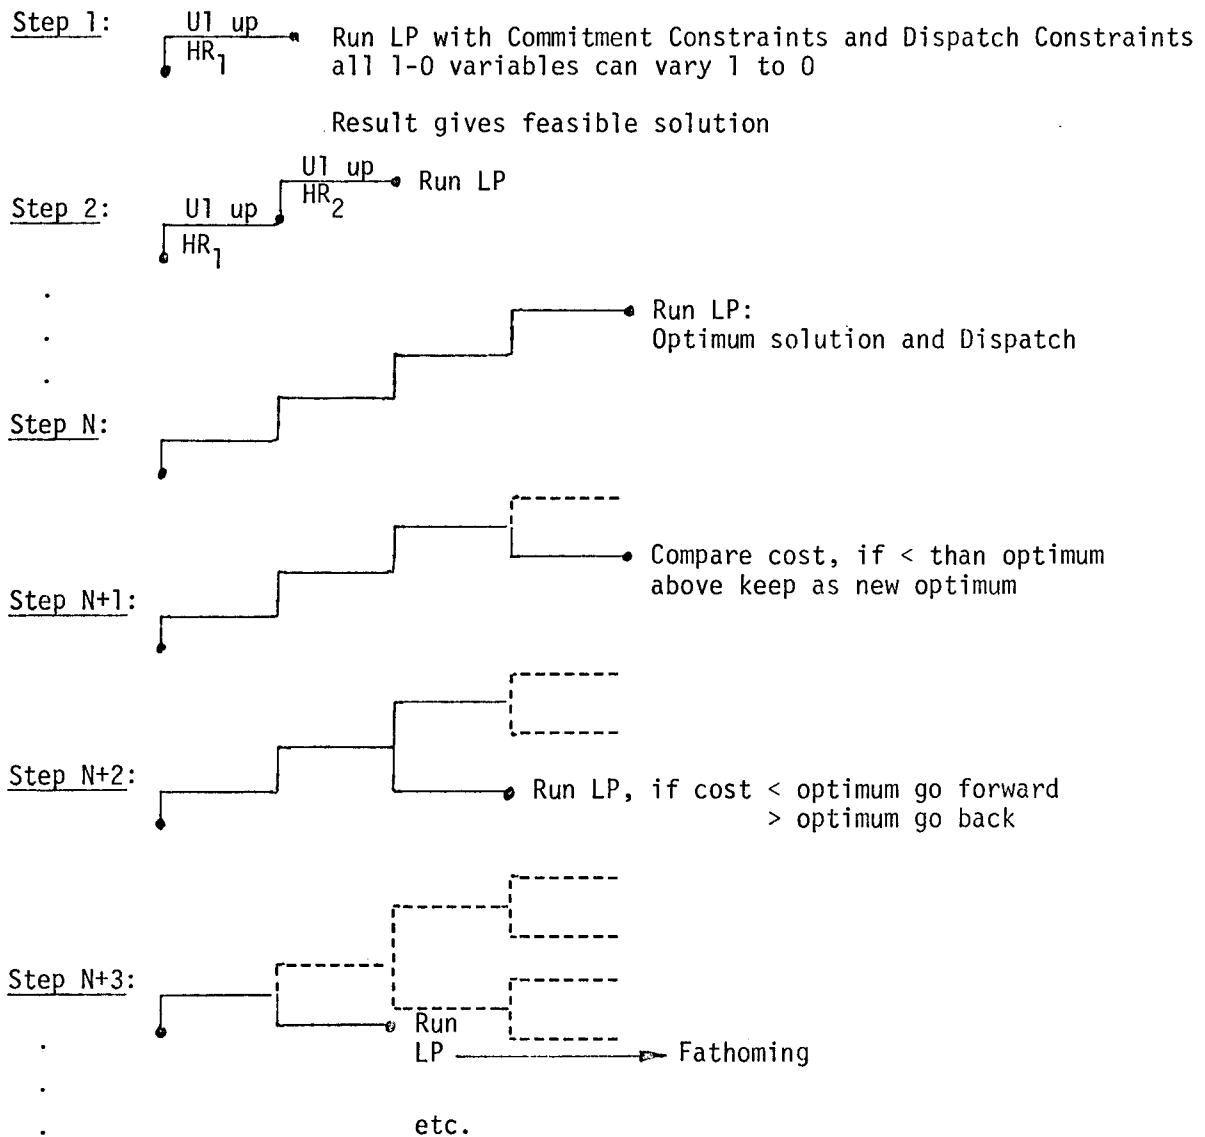 Step 1:
U1 up
HR1
Run LP with Commitment Constraints and Dispatch Constraints
all 1-0 variables can vary 1 to 0
Result gives feasible solution
Step 2:
U1 up
HR1
U1 up
HR2
Run LP
.
.
.
Step N:
Run LP:
Optimum solution and Dispatch
Step N+1:
Compare cost, if < than optimum
above keep as new optimum
Step N+2:
Run LP, if cost < optimum go forward
> optimum go back
Step N+3:
Run
LP
Fathoming
.
.
.
etc.